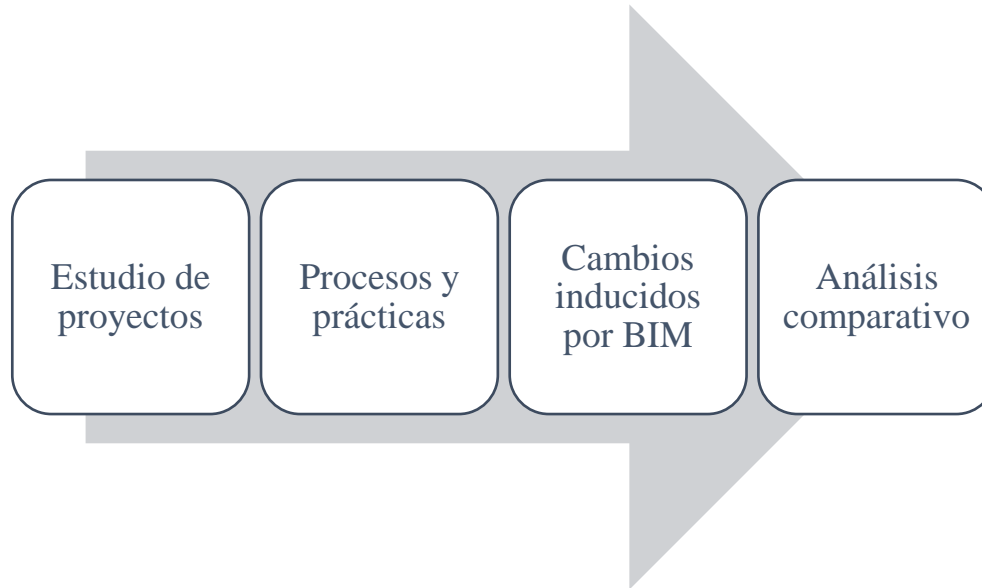 Estudio de
proyectos
Procesos y
prácticas
Cambios
inducidos
por BIM
Análisis
comparativo